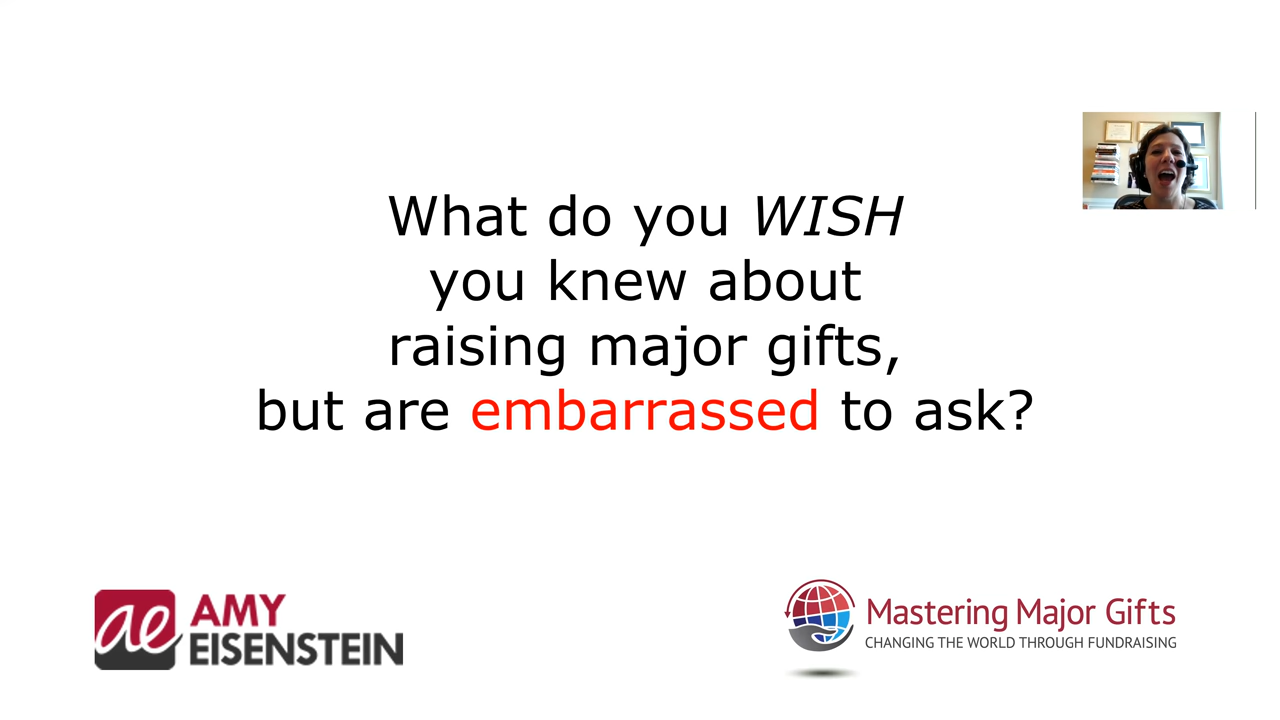 What do you WISH
you knew about
raising major gifts,
but are embarrassed to ask?
ae AMY
EISENSTEIN
Mastering Major Gifts
CHANGING THE WORLD THROUGH FUNDRAISING